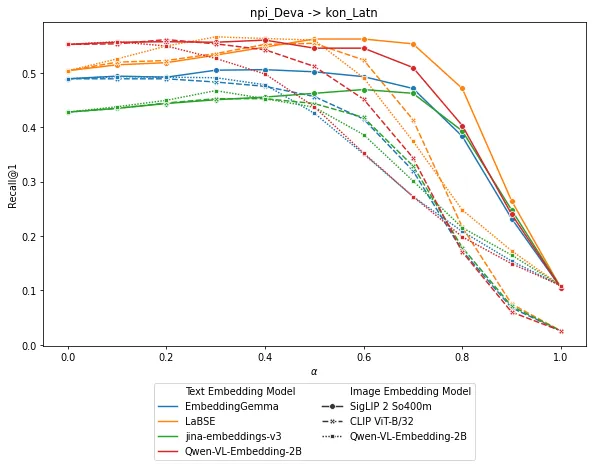 npi_Deva -> kon_Latn
Recall@1
0.5
0.4
0.3
0.2
0.1
0.0
0.0 0.2 0.4 0.6 0.8 1.0
α
Text Embedding Model
EmbeddingGemma
LaBSE
jina-embeddings-v3
Qwen-VL-Embedding-2B
Image Embedding Model
SigLIP 2 So400m
CLIP ViT-B/32
Qwen-VL-Embedding-2B